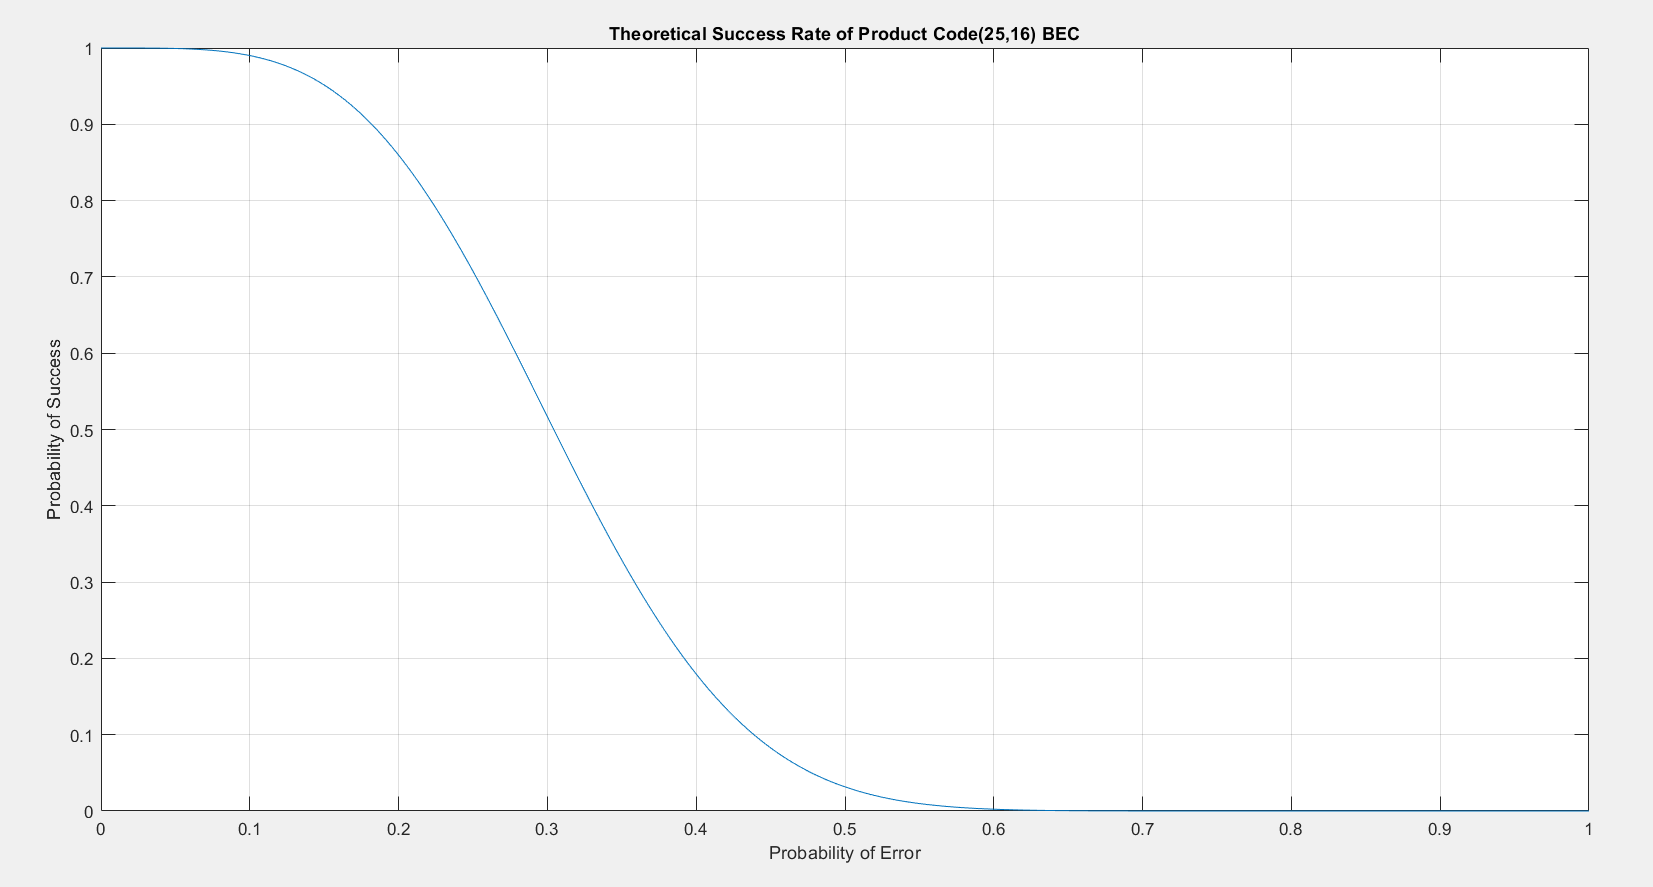 Theoretical Success Rate of Product Code(25,16) BEC
1
0.9
0.8
0.7
0.6
0.5
0.4
0.3
0.2
0.1
0
Probability of Success
0 0.1 0.2 0.3 0.4 0.5 0.6 0.7 0.8 0.9 1
Probability of Error